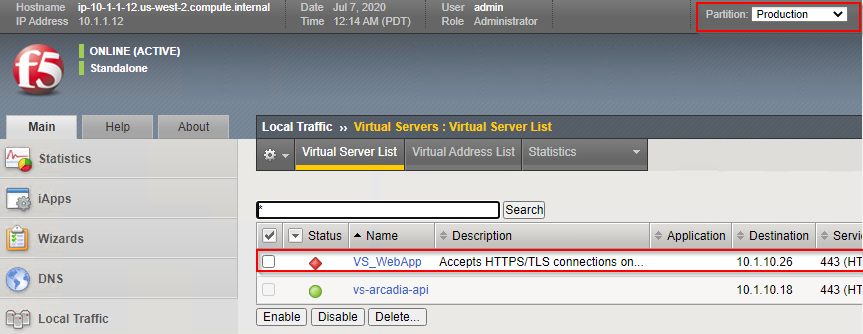 Hostname ip-10-1-1-12.us-west-2.compute.internal Date Jul 7, 2020 User admin Partition: Production
IP Address 10.1.1.12 Time 12:14 AM (PDT) Role Administrator
f5
ONLINE (ACTIVE)
Standalone
Main Help About
Local Traffic ›› Virtual Servers : Virtual Server List
Statistics
iApps
Wizards
DNS
Local Traffic
Virtual Server List Virtual Address List Statistics
* Search
Status Name Description Application Destination Servi
VS_WebApp Accepts HTTPS/TLS connections on... 10.1.10.26 443 (HT
vs-arcadia-api 10.1.10.18 443 (HT
Enable Disable Delete...